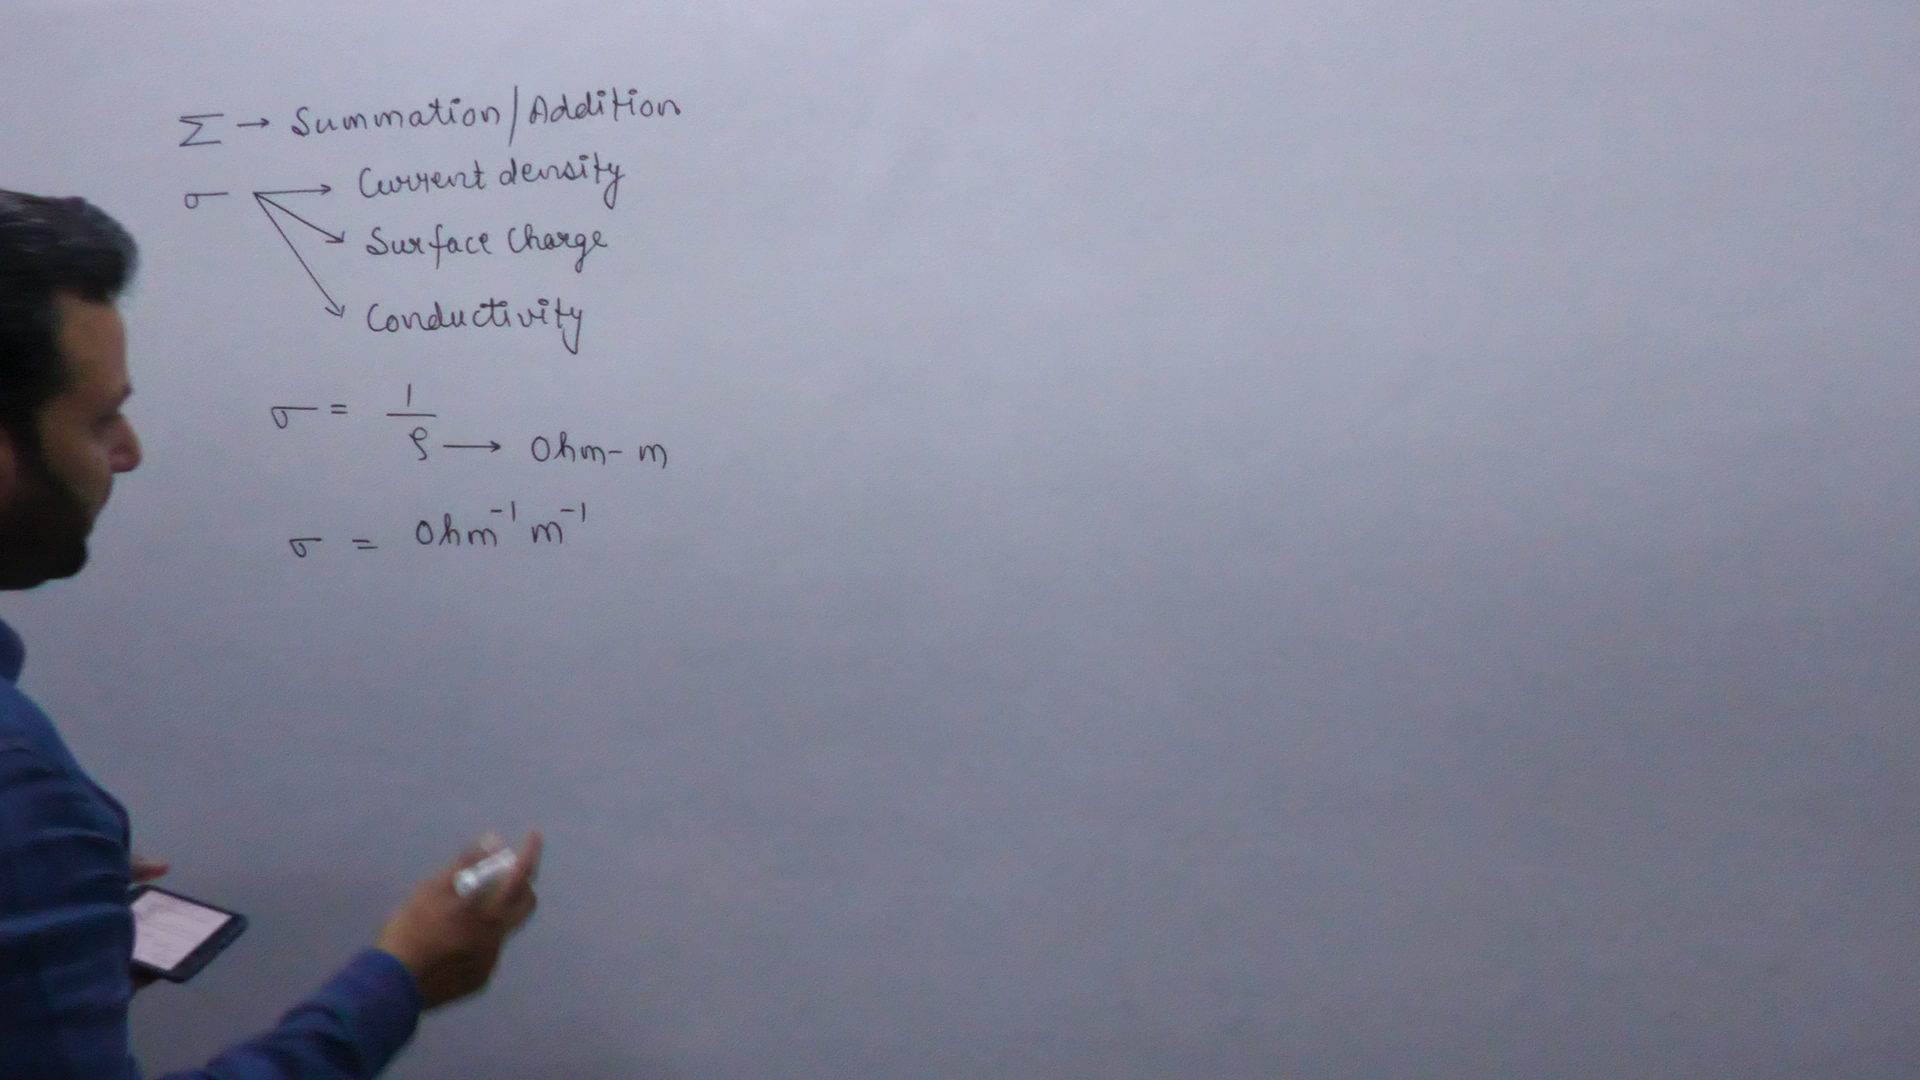 Σ → Summation/Addition
σ → Current density
→ Surface Charge
→ Conductivity
σ = 1/ρ → Ohm-m
σ = Ohm⁻¹ m⁻¹